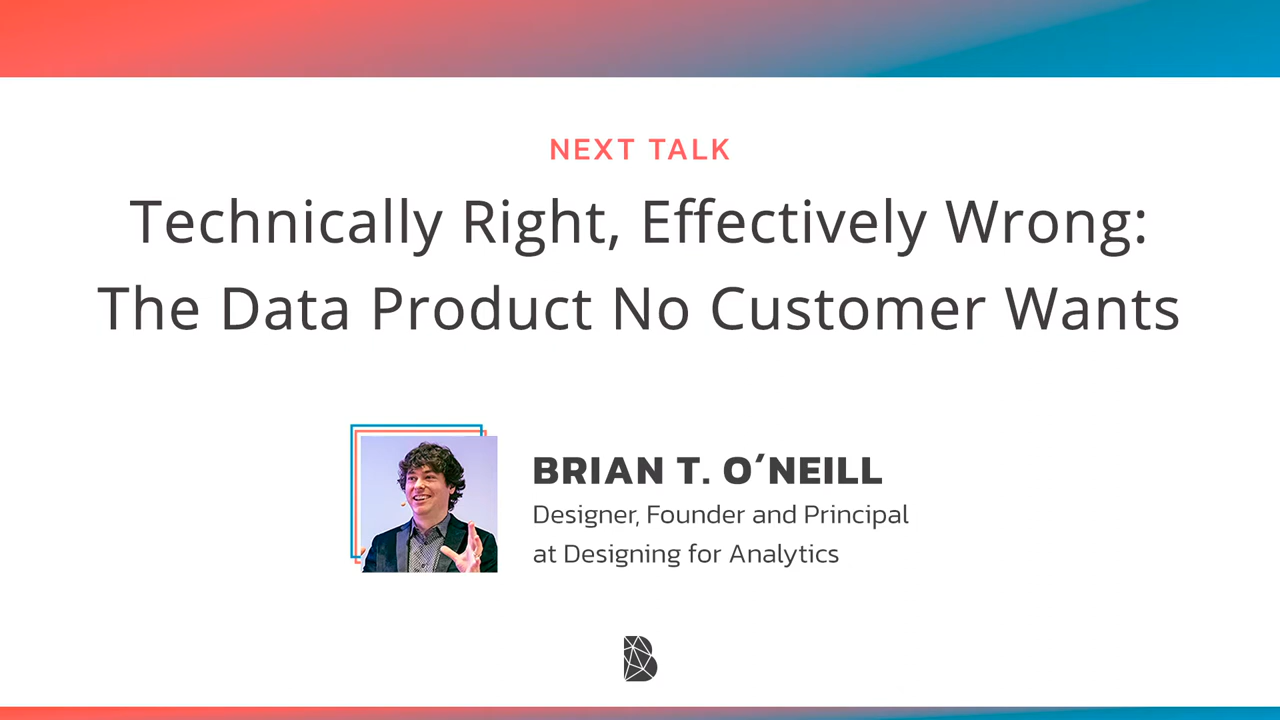 NEXT TALK
Technically Right, Effectively Wrong:
The Data Product No Customer Wants
BRIAN T. O´NEILL
Designer, Founder and Principal
at Designing for Analytics
B